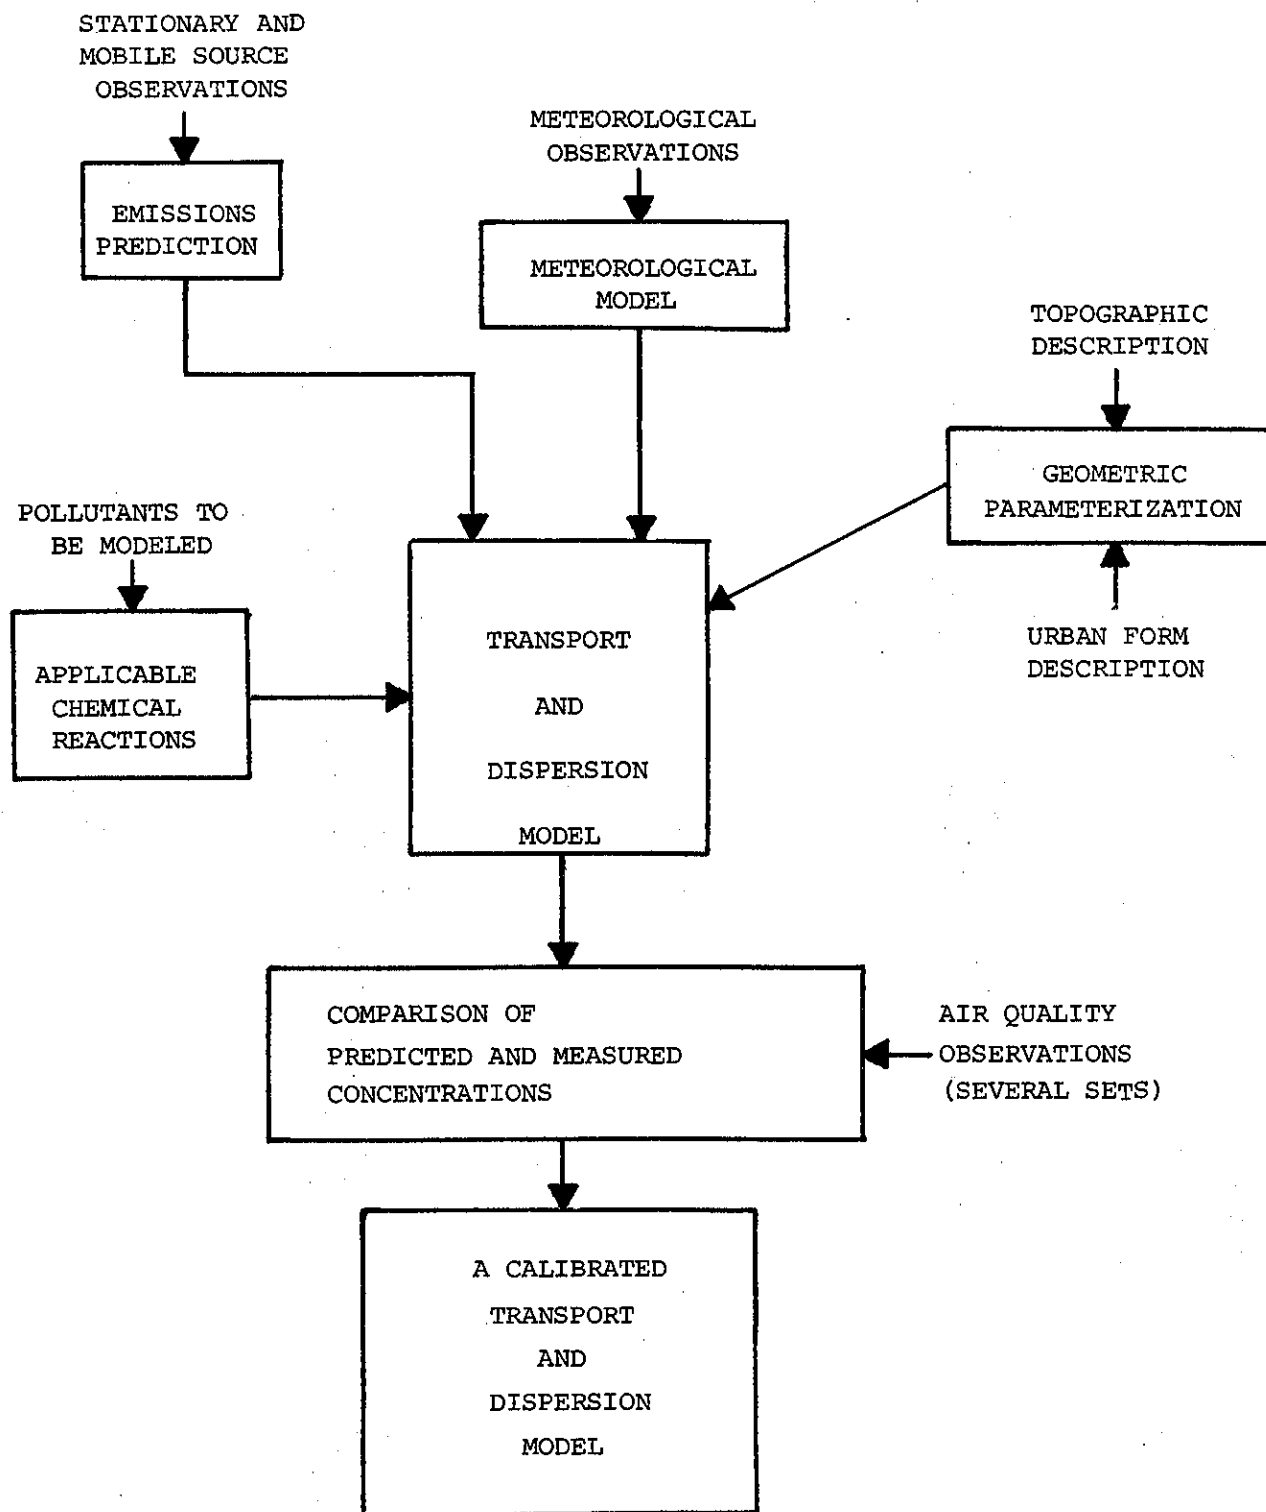 STATIONARY AND
MOBILE SOURCE
OBSERVATIONS
EMISSIONS
PREDICTION
METEOROLOGICAL
OBSERVATIONS
METEOROLOGICAL
MODEL
TOPOGRAPHIC
DESCRIPTION
GEOMETRIC
PARAMETERIZATION
URBAN FORM
DESCRIPTION
POLLUTANTS TO
BE MODELED
APPLICABLE
CHEMICAL
REACTIONS
TRANSPORT
AND
DISPERSION
MODEL
COMPARISON OF
PREDICTED AND MEASURED
CONCENTRATIONS
AIR QUALITY
OBSERVATIONS
(SEVERAL SETS)
A CALIBRATED
TRANSPORT
AND
DISPERSION
MODEL